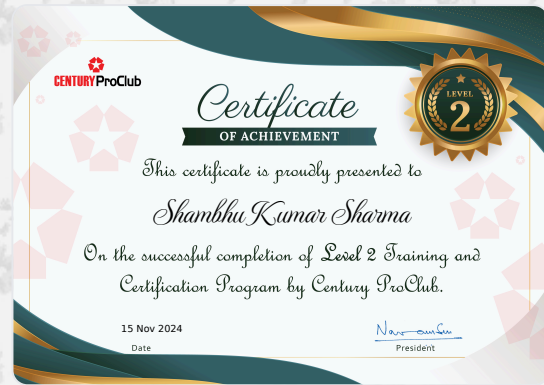 CENTURY ProClub
LEVEL
2
Certificate
OF ACHIEVEMENT
This certificate is proudly presented to
Shambhu Kumar Sharma
On the successful completion of Level 2 Training and
Certification Program by Century ProClub.
15 Nov 2024
Date
President